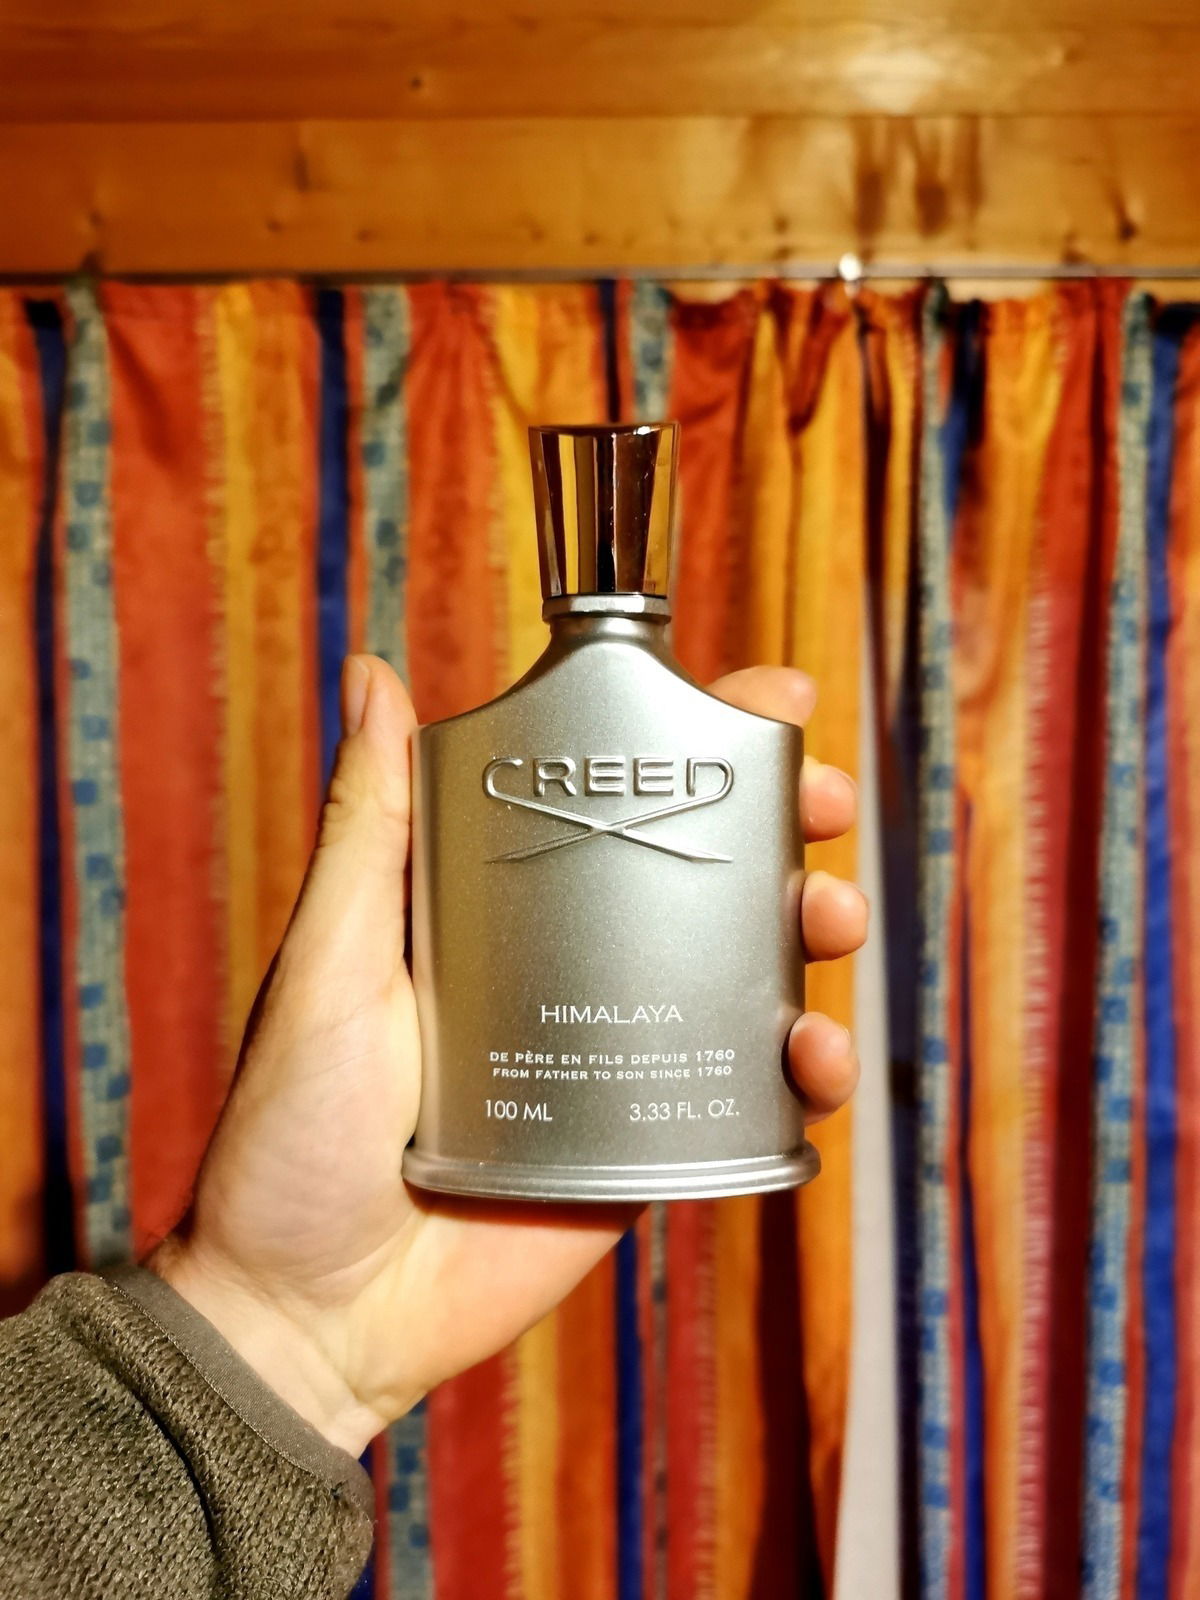 CREED
HIMALAYA
DE PÈRE EN FILS DEPUIS 1760
FROM FATHER TO SON SINCE 1760
100 ML 3.33 FL. OZ.